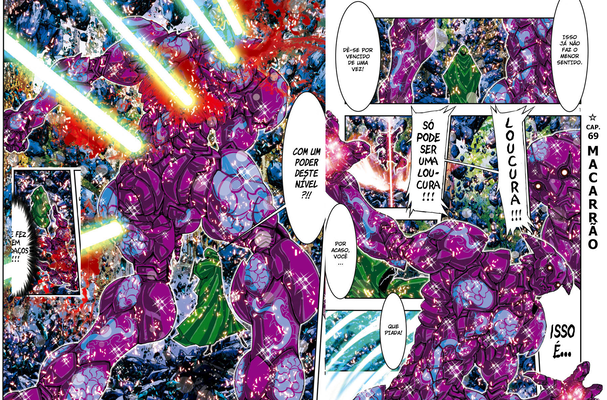 ☆
CAP.
69
MACARRÃO
ISSO
JÁ NÃO
FAZ O
MENOR
SENTIDO.
DÊ-SE POR
VENCIDO
DE UMA
VEZ!
LOUCURA!!!
SÓ
PODE
SER
UMA
LOU-
CURA!!!
POR
ACASO,
VOCÊ
...
QUE
PIADA!
ISSO
É...
COM UM
PODER
DESTE
NÍVEL
?!!
FEZ
EM